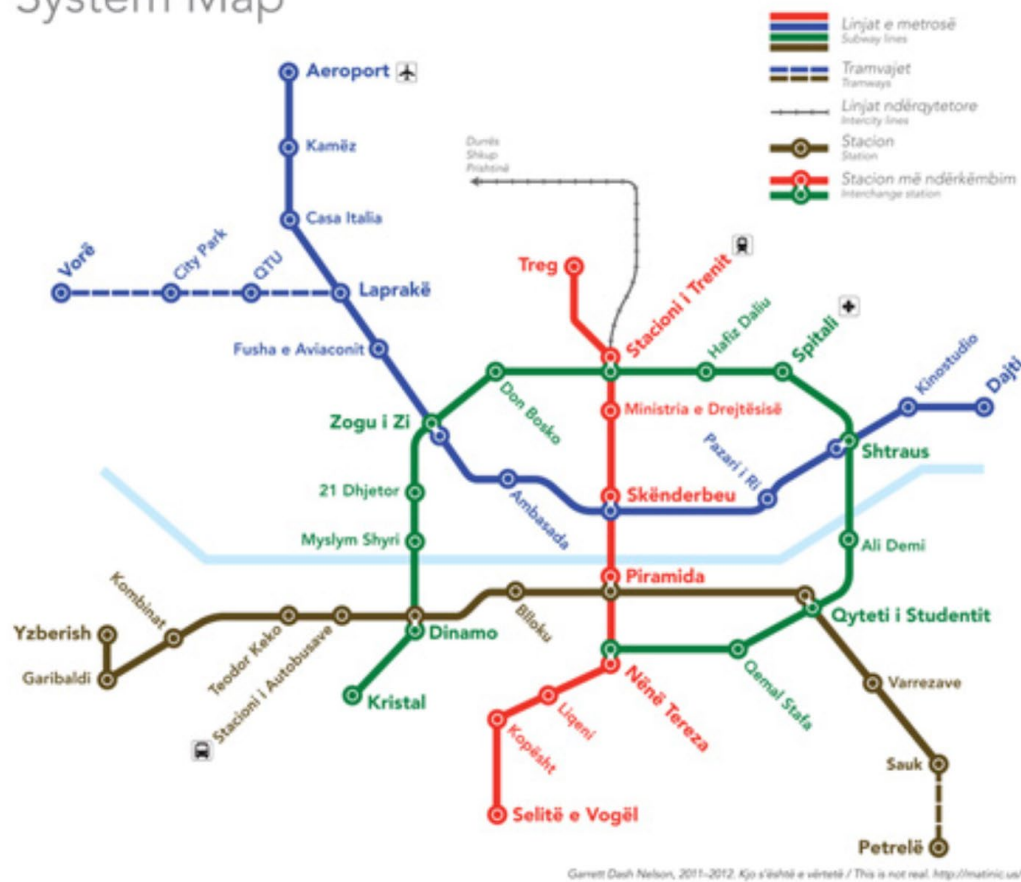 System Map
Linjat e metrosë
Subway lines
Tramvajet
Tramways
Linjat ndërqytetore
Intercity lines
Stacion
Station
Stacion më ndërkëmbim
Interchange station
Aeroport
Kamëz
Casa Italia
Vorë
City Park
QTU
Laprakë
Fusha e Aviaconit
Durrës
Shkup
Prishtinë
Treg
Stacioni i Trenit
Hafiz Daliu
Spitali
Kinostudio
Dajti
Zogu i Zi
Don Bosko
Ministria e Drejtësisë
Pazari i Ri
Shtraus
21 Dhjetor
Ambasada
Skënderbeu
Myslym Shyri
Ali Demi
Kombinat
Piramida
Yzberish
Garibaldi
Teodor Keko
Stacioni i Autobusave
Dinamo
Blloku
Qyteti i Studentit
Kristal
Nënë Tereza
Qemal Stafa
Varrezave
Liqeni
Kopësht
Sauk
Selitë e Vogël
Petrelë
Garrett Dash Nelson, 2011–2012. Kjo s'është e vërtetë / This is not real. http://matinic.us/